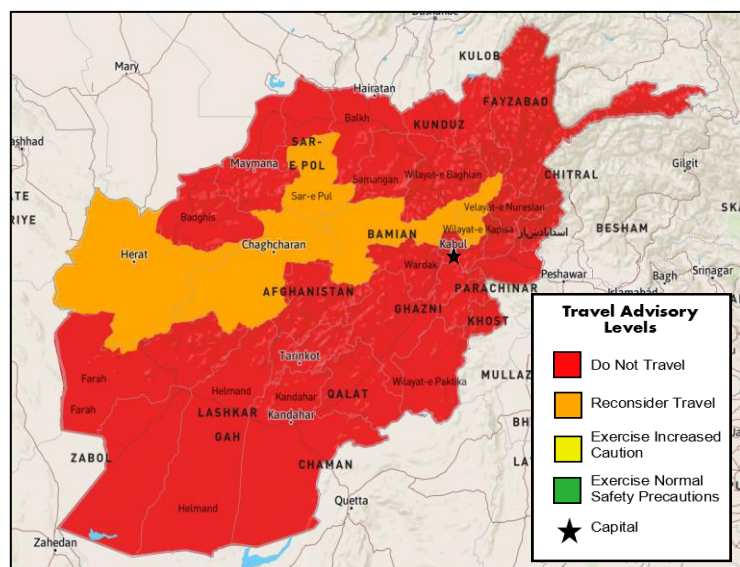 Dushanbe
KULOB
Mary
Hairatan
FAYZABAD
Balkh
KUNDUZ
SAR-
E POL
Maymana
Samangan
Wilayat-e Baghlan
CHITRAL
Gilgit
Sar-e Pul
Badghis
Velayat-e Nurestan
BAMIAN
Wilayat-e Kapisa
BESHAM
Herat
Chaghcharan
Kabul
Wardak
Peshawar
Bagh
Srinagar
AFGHANISTAN
PARACHINAR
Islamabad
GHAZNI
KHOST
Tarinkot
Farah
Helmand
Kandahar
QALAT
Wilayat-e Paktika
MULLAZ
Farah
LASHKAR
GAH
Kandahar
ZABOL
CHAMAN
Helmand
Quetta
Zahedan
Travel Advisory
Levels
Do Not Travel
Reconsider Travel
Exercise Increased
Caution
Exercise Normal
Safety Precautions
Capital